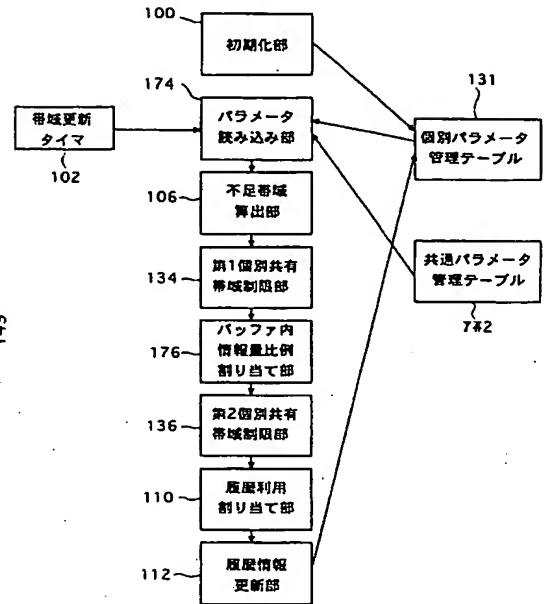 100
初期化部
174
131
帯域更新
タイマ
102
パラメータ
読み込み部
個別パラメータ
管理テーブル
106
不足帯域
算出部
134
第1個別共有
帯域制限部
共通パラメータ
管理テーブル
149
176
バッファ内
情報量比例
割り当て部
136
第2個別共有
帯域制限部
110
履歴利用
割り当て部
112
履歴情報
更新部